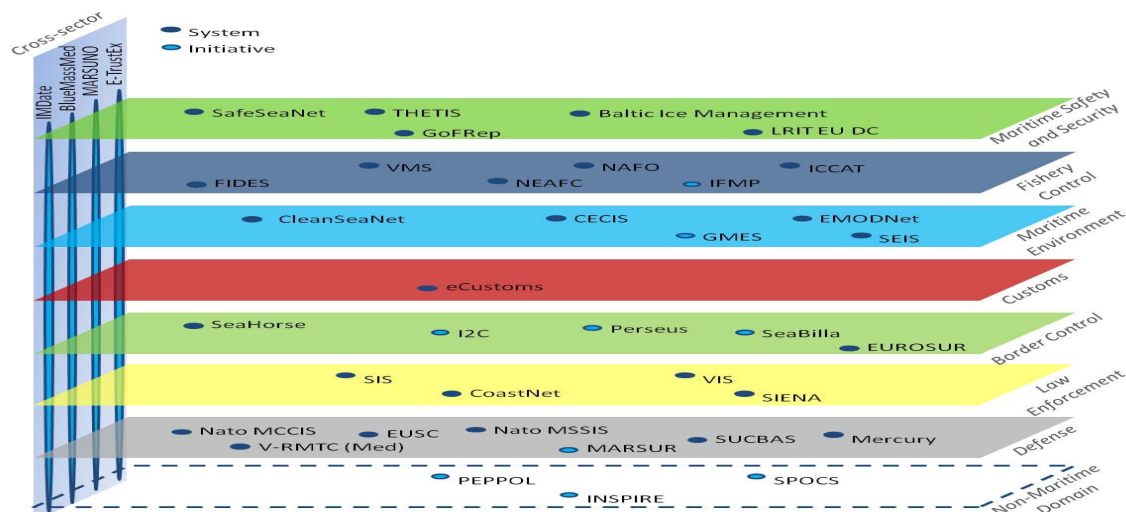 Cross-sector
System
Initiative
IMDate
BlueMassMed
MARSUNO
E-TrustEx
SafeSeaNet
THETIS
Baltic Ice Management
GoFRep
LRIT EU DC
Maritime Safety
and Security
VMS
NAFO
ICCAT
FIDES
NEAFC
IFMP
Fishery
Control
CleanSeaNet
CECIS
EMODNet
GMES
SEIS
Maritime
Environment
eCustoms
Customs
SeaHorse
I2C
Perseus
SeaBilla
EUROSUR
Border Control
SIS
VIS
CoastNet
SIENA
Law
Enforcement
Nato MCCIS
EUSC
Nato MSSIS
SUCBAS
Mercury
V-RMTC (Med)
MARSUR
Defense
PEPPOL
SPOCS
INSPIRE
Non-Maritime
Domain